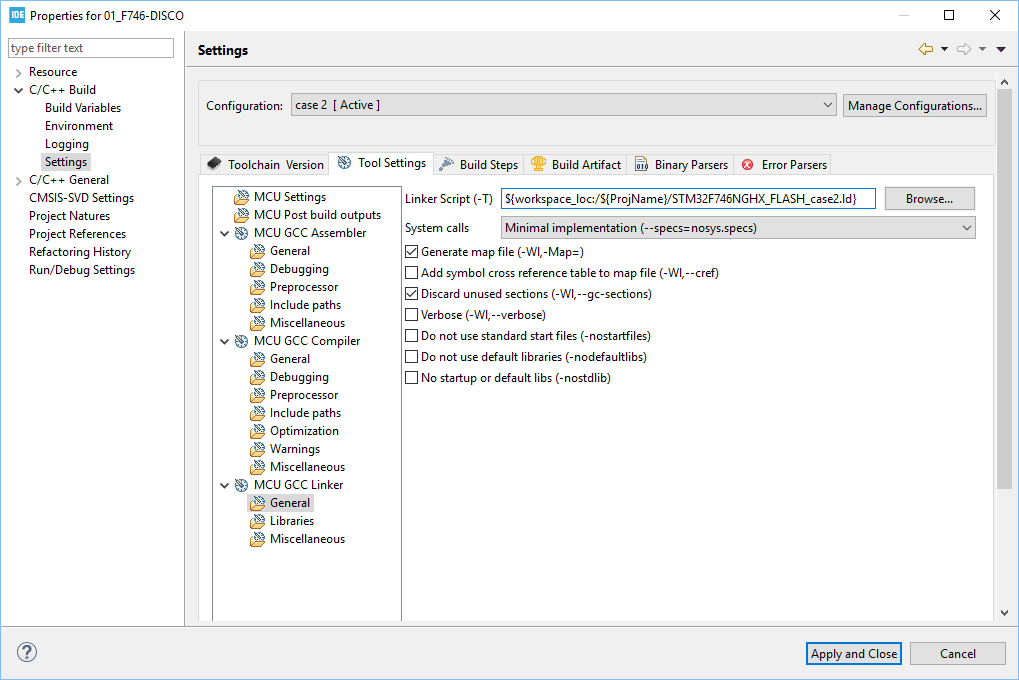 IDE Properties for 01_F746-DISCO
type filter text
Resource
C/C++ Build
Build Variables
Environment
Logging
Settings
C/C++ General
CMSIS-SVD Settings
Project Natures
Project References
Refactoring History
Run/Debug Settings
Settings
Configuration: case 2 [ Active ] Manage Configurations...
Toolchain Version Tool Settings Build Steps Build Artifact Binary Parsers Error Parsers
MCU Settings
MCU Post build outputs
MCU GCC Assembler
General
Debugging
Preprocessor
Include paths
Miscellaneous
MCU GCC Compiler
General
Debugging
Preprocessor
Include paths
Optimization
Warnings
Miscellaneous
MCU GCC Linker
General
Libraries
Miscellaneous
Linker Script (-T) ${workspace_loc:/${ProjName}/STM32F746NGHX_FLASH_case2.ld} Browse...
System calls Minimal implementation (--specs=nosys.specs)
Generate map file (-Wl,-Map=)
Add symbol cross reference table to map file (-Wl,--cref)
Discard unused sections (-Wl,--gc-sections)
Verbose (-Wl,--verbose)
Do not use standard start files (-nostartfiles)
Do not use default libraries (-nodefaultlibs)
No startup or default libs (-nostdlib)
? Apply and Close Cancel